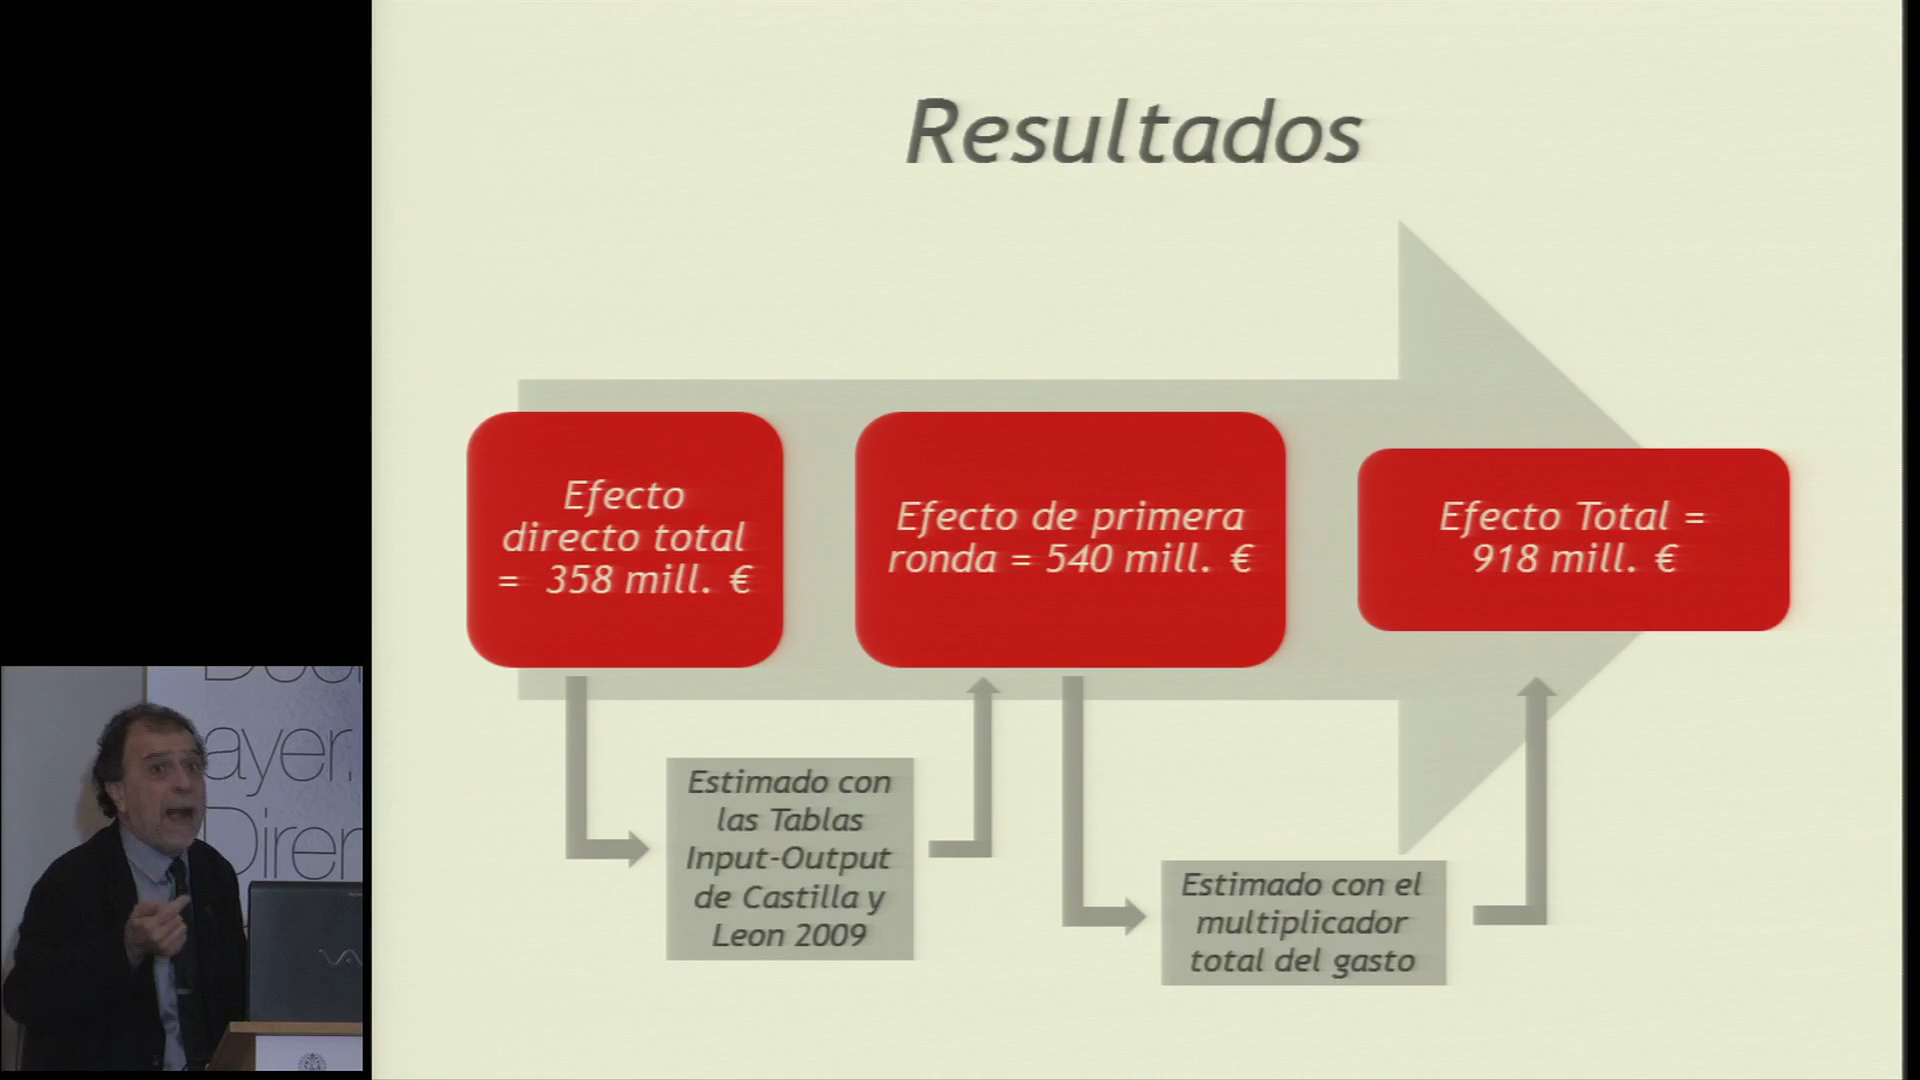 Resultados
Efecto
directo total
= 358 mill. €
Efecto de primera
ronda = 540 mill. €
Efecto Total =
918 mill. €
Estimado con
las Tablas
Input-Output
de Castilla y
Leon 2009
Estimado con el
multiplicador
total del gasto
ayer.